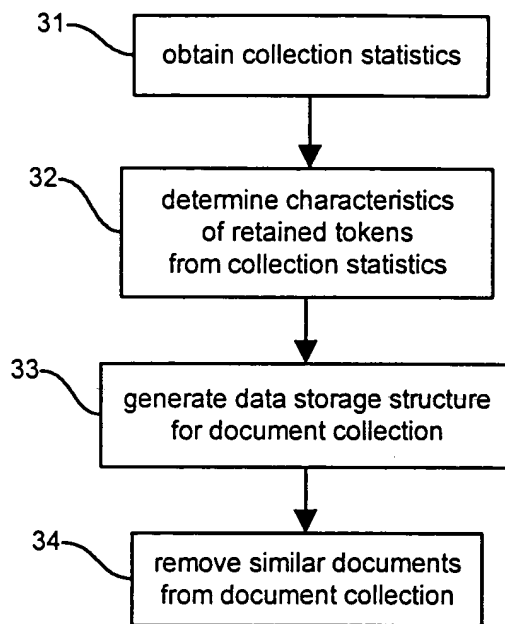 31
obtain collection statistics
32
determine characteristics
of retained tokens
from collection statistics
33
generate data storage structure
for document collection
34
remove similar documents
from document collection